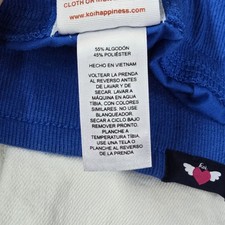 CLOTH OR
www.koihappiness.com
55% ALGODÓN
45% POLIÉSTER
HECHO EN VIETNAM
VOLTEAR LA PRENDA
AL REVERSO ANTES
DE LAVAR. LAVAR A
MÁQUINA EN AGUA
TIBIA, CON COLORES
SIMILARES. NO USE
BLANQUEADOR.
SECAR A CICLO BAJO
REMOVER PRONTO.
PLANCHE A
TEMPERATURA TIBIA.
USE UNA TELA O
PLANCHE AL REVERSO
DE LA PRENDA
koi